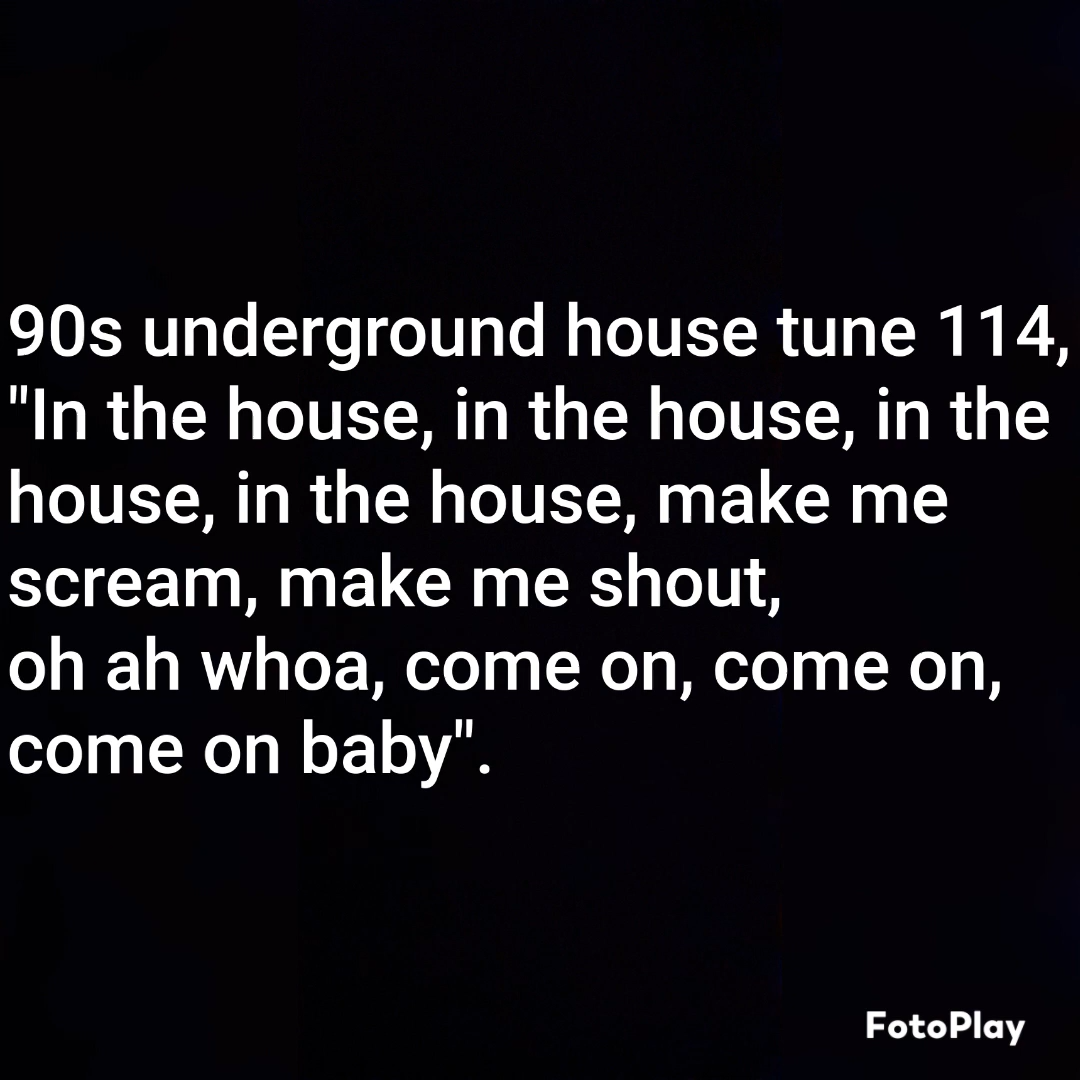 90s underground house tune 114,
"In the house, in the house, in the
house, in the house, make me
scream, make me shout,
oh ah whoa, come on, come on,
come on baby".
FotoPlay